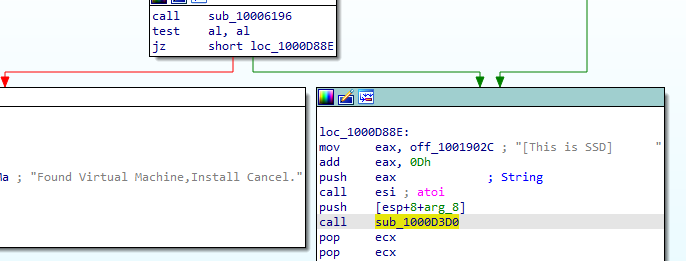 call    sub_10006196
test    al, al
jz      short loc_1000D88E
Ma ; "Found Virtual Machine,Install Cancel."
loc_1000D88E:
mov     eax, off_1001902C ; "[This is SSD]      "
add     eax, 0Dh
push    eax             ; String
call    esi ; atoi
push    [esp+8+arg_8]
call    sub_1000D3D0
pop     ecx
pop     ecx